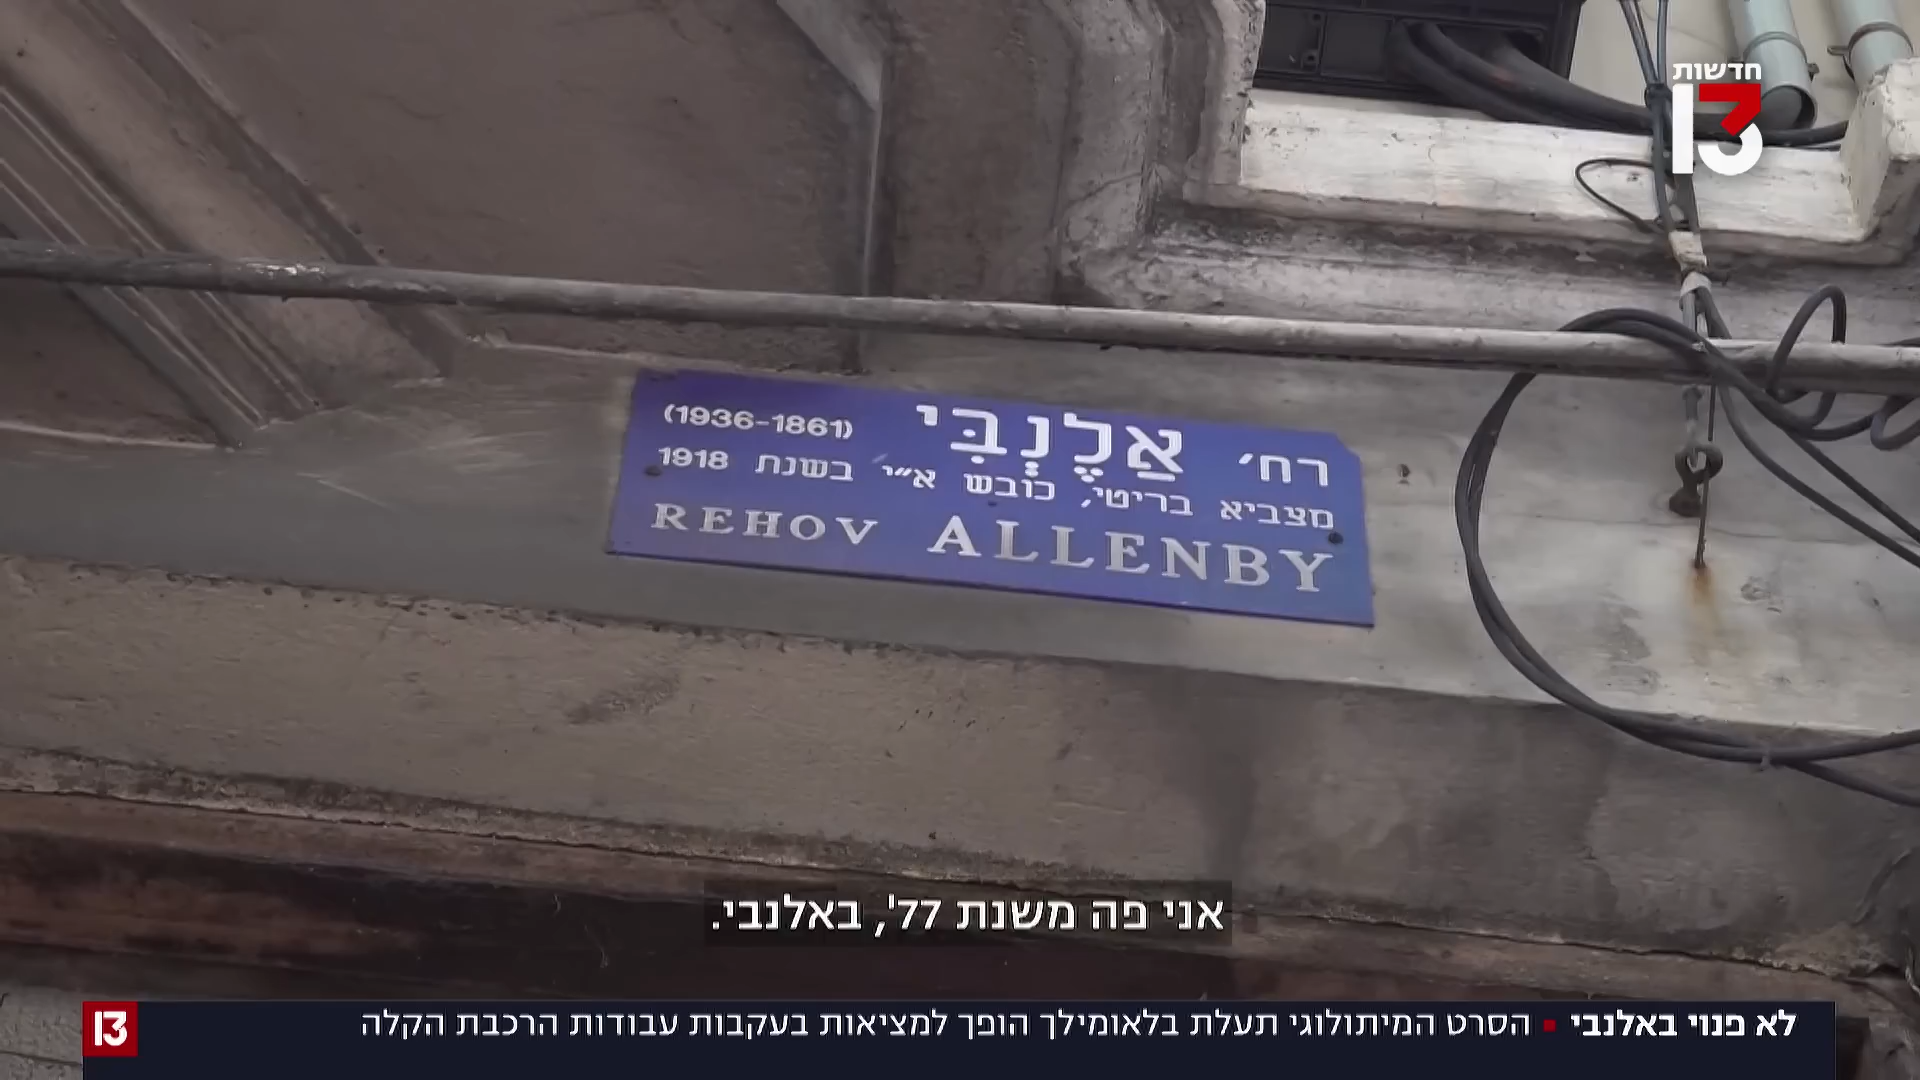 חדשות
13
רח׳ אַלֶנְבִּי (1936-1861)
מצביא בריטי, כובש א״י בשנת 1918
REHOV ALLENBY
אני פה משנת 77', באלנבי.
לא פנוי באלנבי ▪ הסרט המיתולוגי תעלת בלאומילך הופך למציאות בעקבות עבודות הרכבת הקלה
13